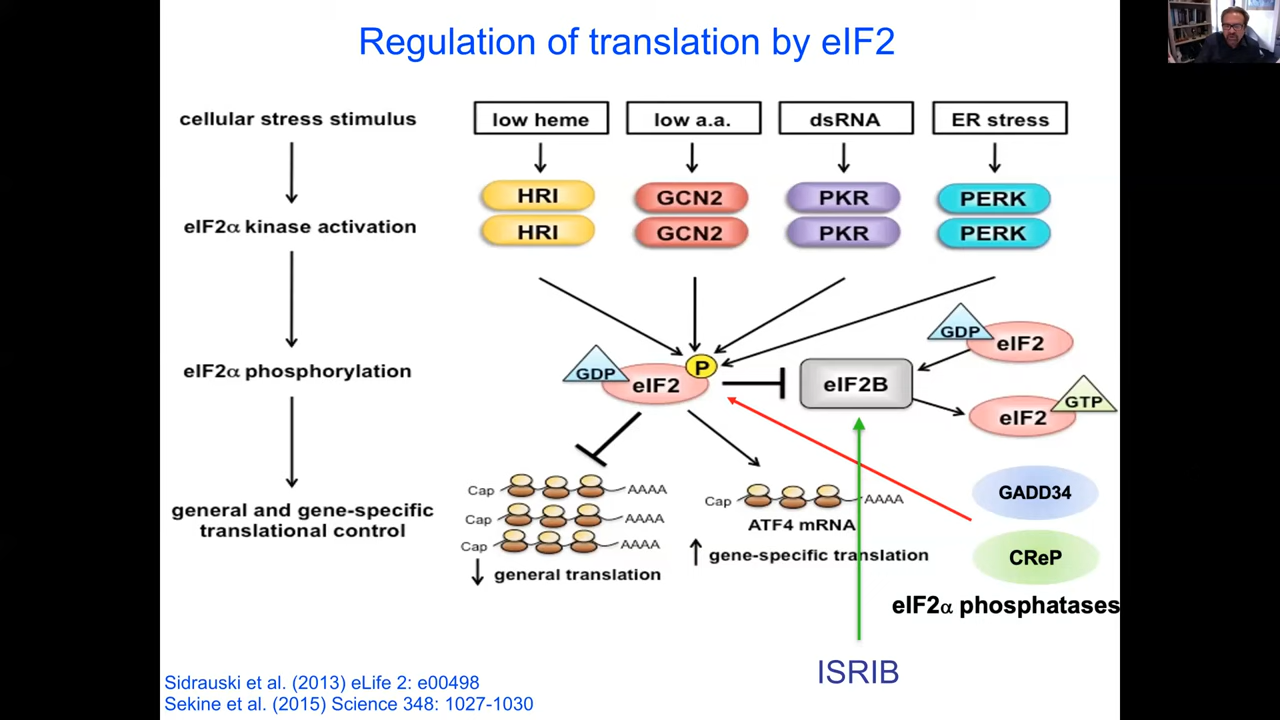 Regulation of translation by eIF2
cellular stress stimulus
low heme
low a.a.
dsRNA
ER stress
HRI
GCN2
PKR
PERK
HRI
GCN2
PKR
PERK
eIF2α kinase activation
GDP
eIF2
P
GDP
eIF2
eIF2B
eIF2α phosphorylation
GTP
eIF2
Cap
AAAA
Cap
AAAA
Cap
AAAA
Cap
AAAA
GADD34
general and gene-specific
translational control
ATF4 mRNA
general translation
gene-specific translation
CReP
eIF2α phosphatases
ISRIB
Sidrauski et al. (2013) eLife 2: e00498
Sekine et al. (2015) Science 348: 1027-1030